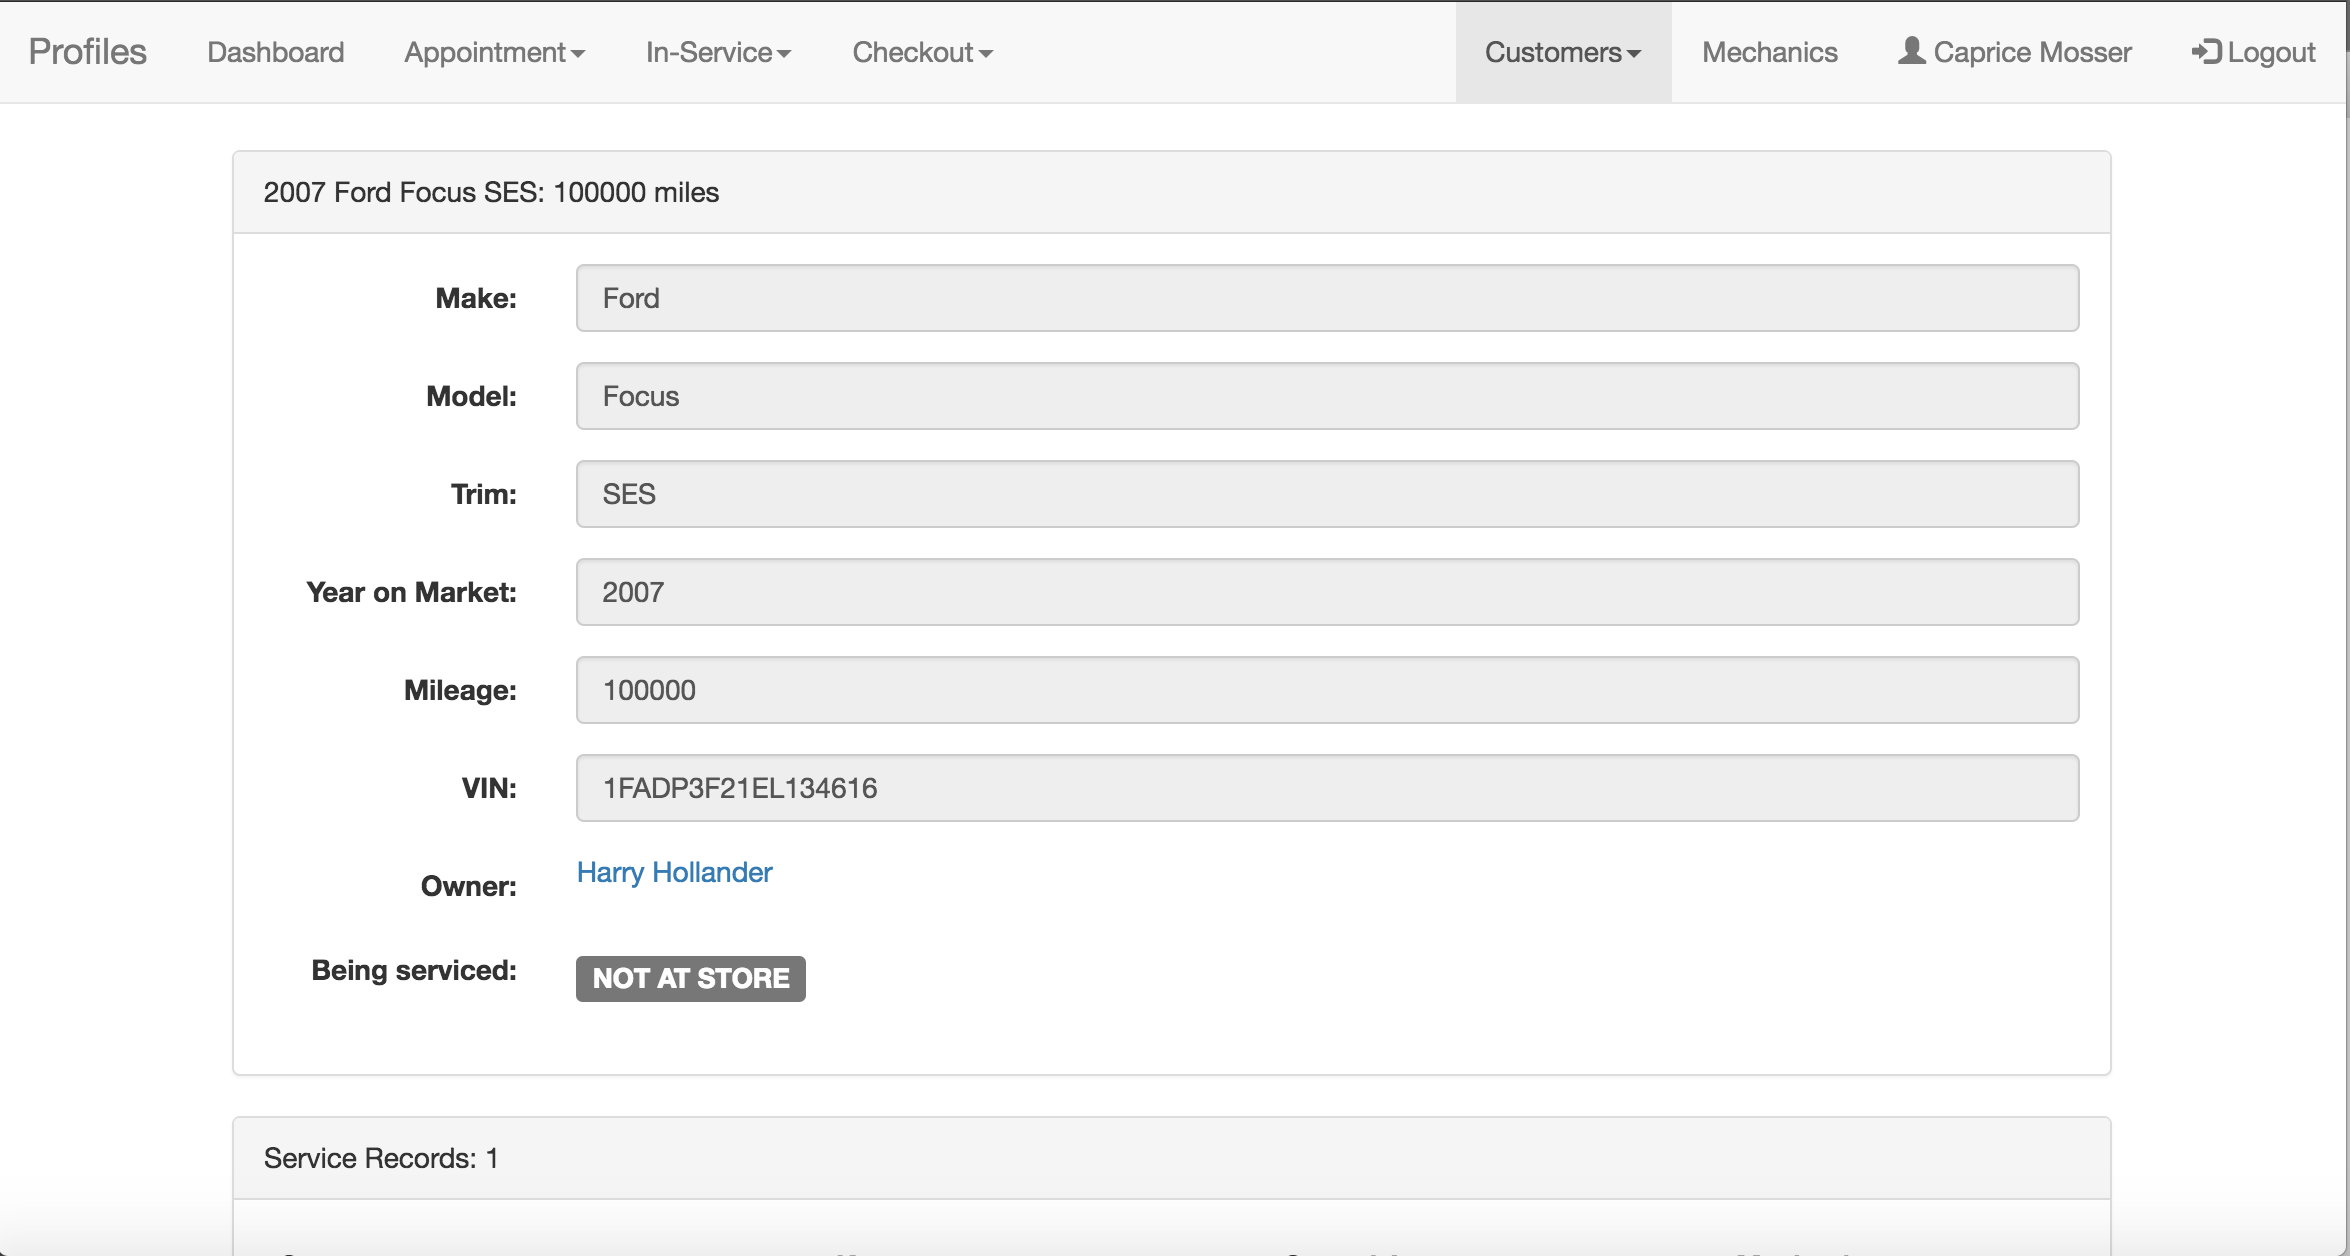 Profiles Dashboard Appointment In-Service Checkout Customers Mechanics Caprice Mosser Logout
2007 Ford Focus SES: 100000 miles
Make: Ford
Model: Focus
Trim: SES
Year on Market: 2007
Mileage: 100000
VIN: 1FADP3F21EL134616
Owner: Harry Hollander
Being serviced: NOT AT STORE
Service Records: 1